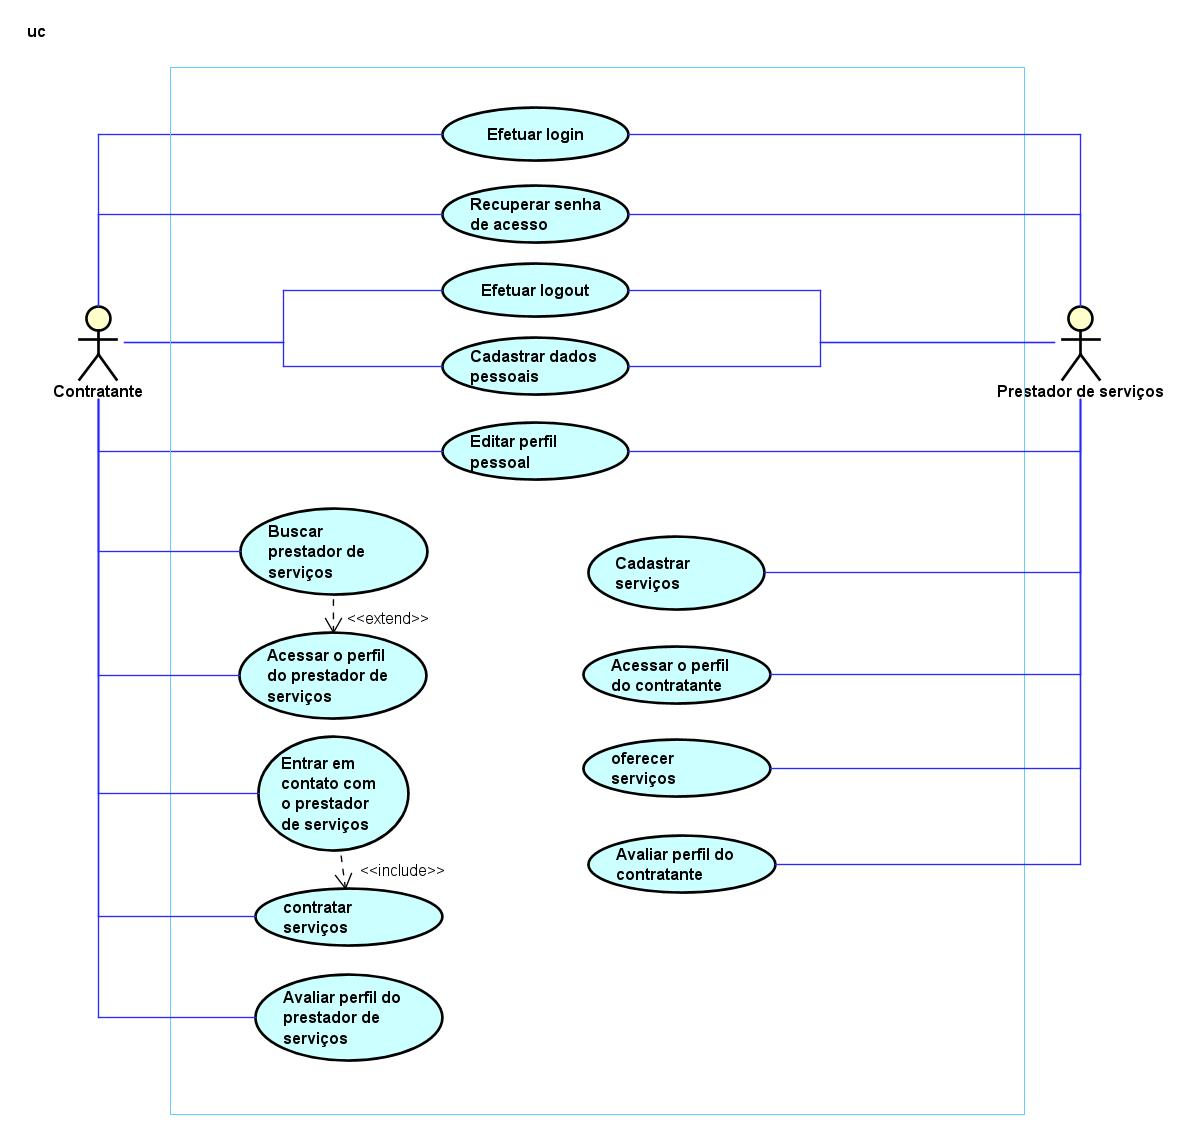 uc
Efetuar login
Recuperar senha
de acesso
Efetuar logout
Cadastrar dados
pessoais
Contratante
Prestador de serviços
Editar perfil
pessoal
Buscar
prestador de
serviços
<<extend>>
Acessar o perfil
do prestador de
serviços
Entrar em
contato com
o prestador
de serviços
<<include>>
contratar
serviços
Avaliar perfil do
prestador de
serviços
Cadastrar
serviços
Acessar o perfil
do contratante
oferecer
serviços
Avaliar perfil do
contratante